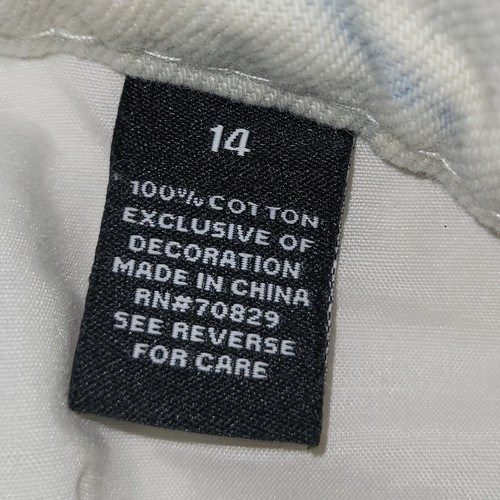 14
100% COTTON
EXCLUSIVE OF
DECORATION
MADE IN CHINA
RN#70829
SEE REVERSE
FOR CARE